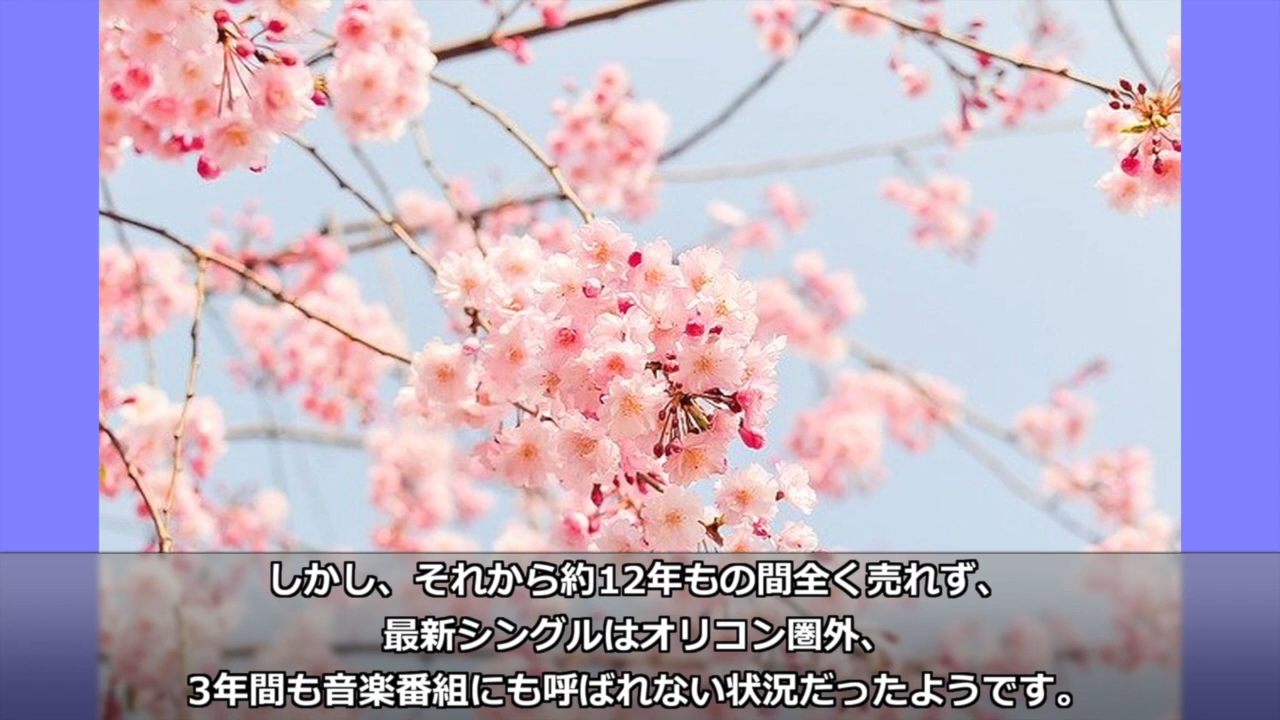 しかし、それから約12年もの間全く売れず、
最新シングルはオリコン圏外、
3年間も音楽番組にも呼ばれない状況だったようです。